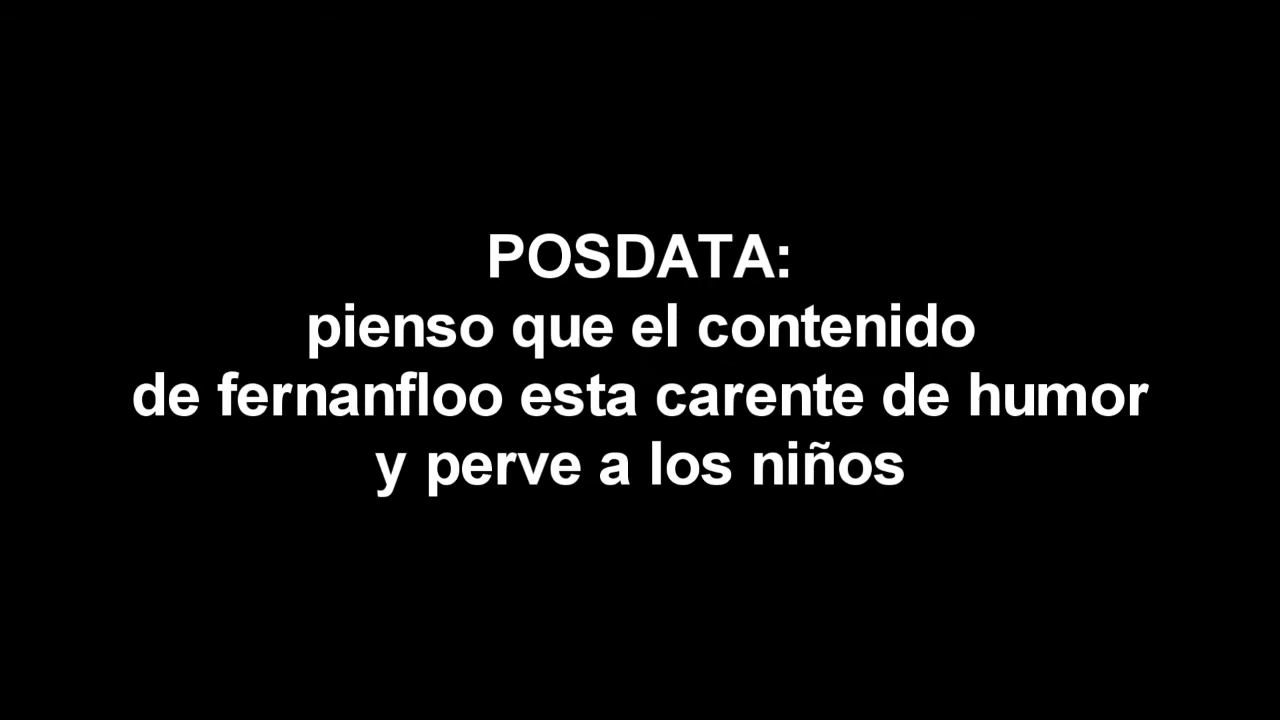 POSDATA:
pienso que el contenido
de fernanfloo esta carente de humor
y perve a los niños